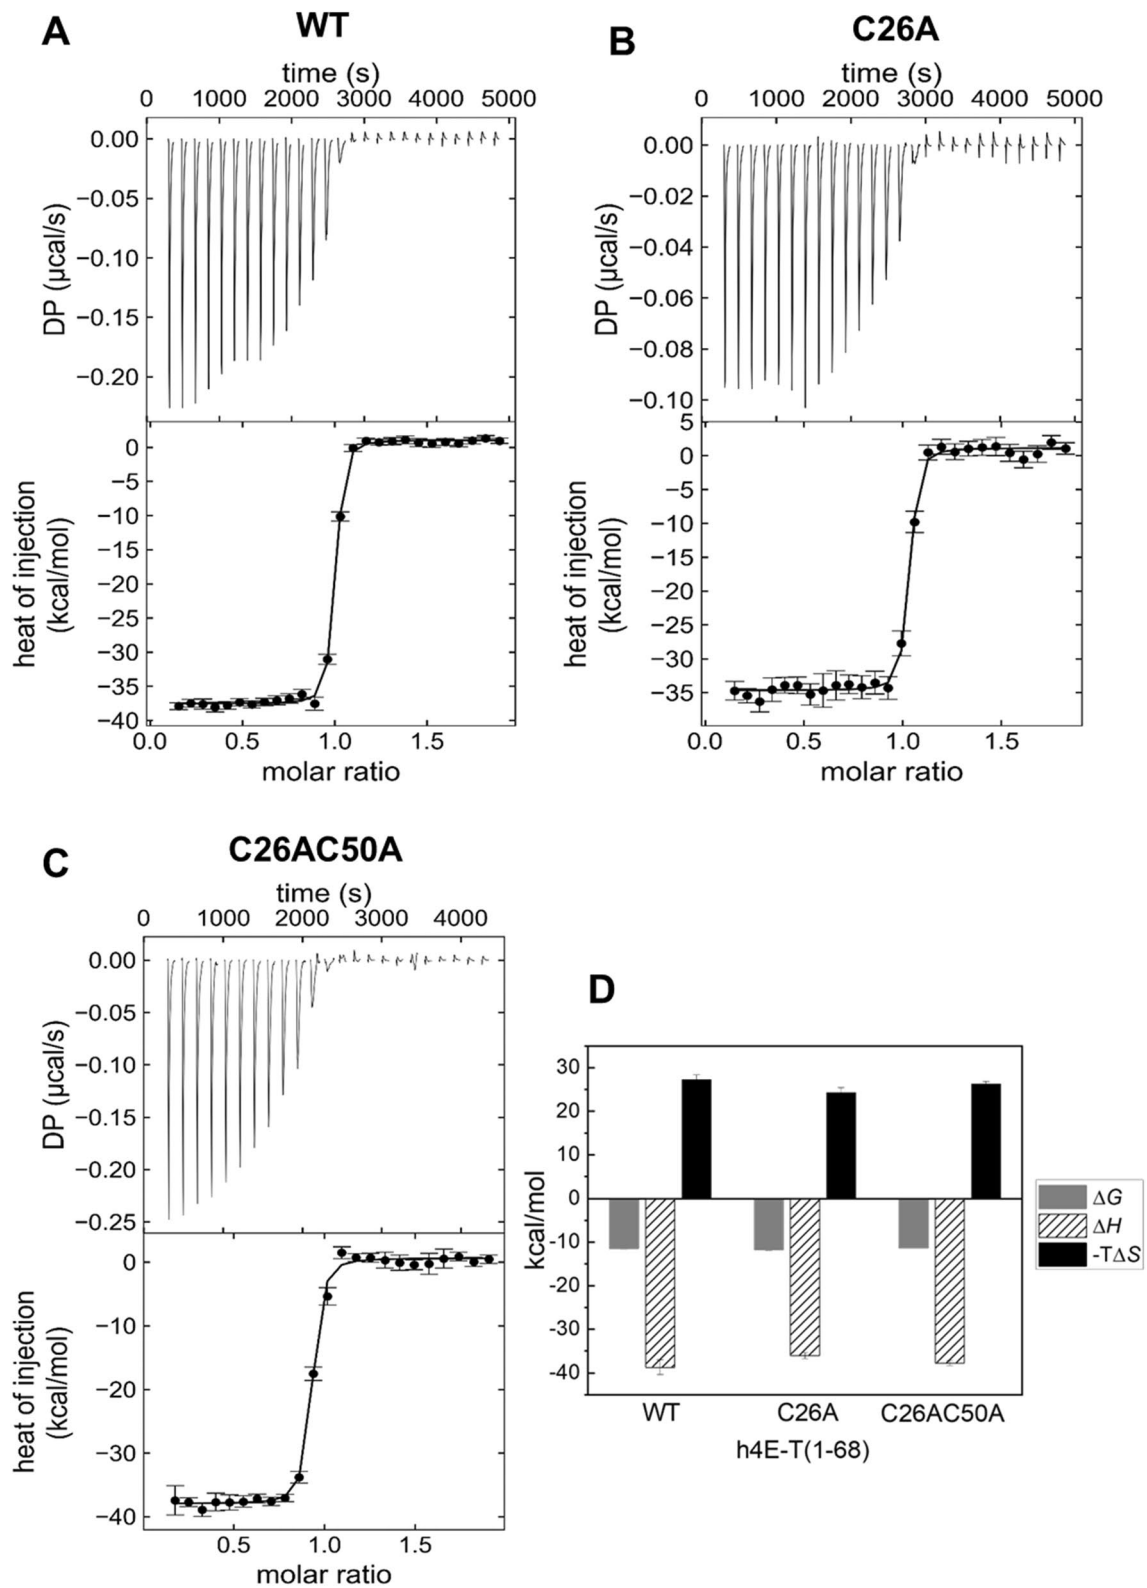 A
WT
time (s)
0 1000 2000 3000 4000 5000
0.00
−0.05
−0.10
−0.15
−0.20
DP (µcal/s)
0
−5
−10
−15
−20
−25
−30
−35
−40
heat of injection
(kcal/mol)
0.0 0.5 1.0 1.5
molar ratio
B
C26A
time (s)
0 1000 2000 3000 4000 5000
0.00
−0.02
−0.04
−0.06
−0.08
−0.10
DP (µcal/s)
5
0
−5
−10
−15
−20
−25
−30
−35
heat of injection
(kcal/mol)
0.0 0.5 1.0 1.5
molar ratio
C
C26AC50A
time (s)
0 1000 2000 3000 4000
0.00
−0.05
−0.10
−0.15
−0.20
−0.25
DP (µcal/s)
0
−10
−20
−30
−40
heat of injection
(kcal/mol)
0.5 1.0 1.5
molar ratio
D
30
20
10
0
-10
-20
-30
-40
kcal/mol
WT C26A C26AC50A
h4E-T(1-68)
ΔG
ΔH
-TΔS